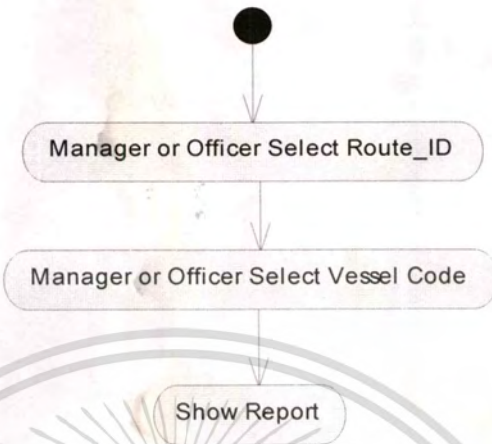 Manager or Officer Select Route_ID
Manager or Officer Select Vessel Code
Show Report